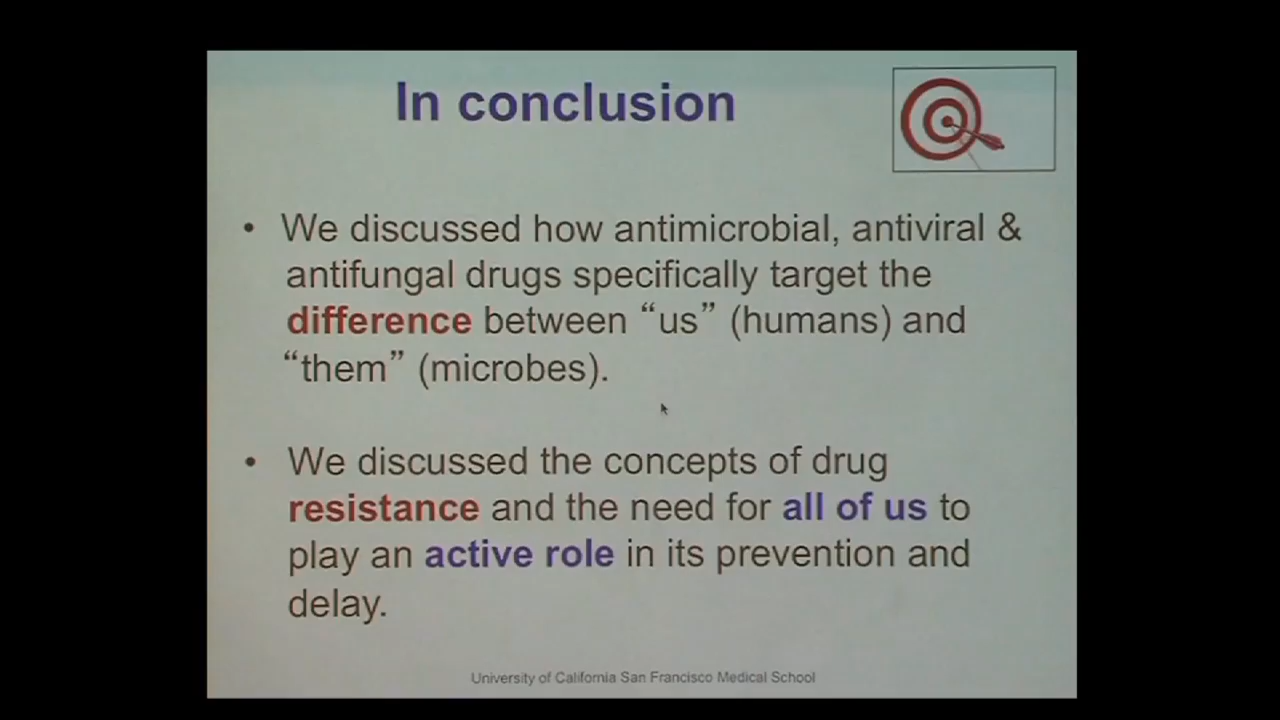 In conclusion
• We discussed how antimicrobial, antiviral &
antifungal drugs specifically target the
difference between “us” (humans) and
“them” (microbes).
• We discussed the concepts of drug
resistance and the need for all of us to
play an active role in its prevention and
delay.
University of California San Francisco Medical School